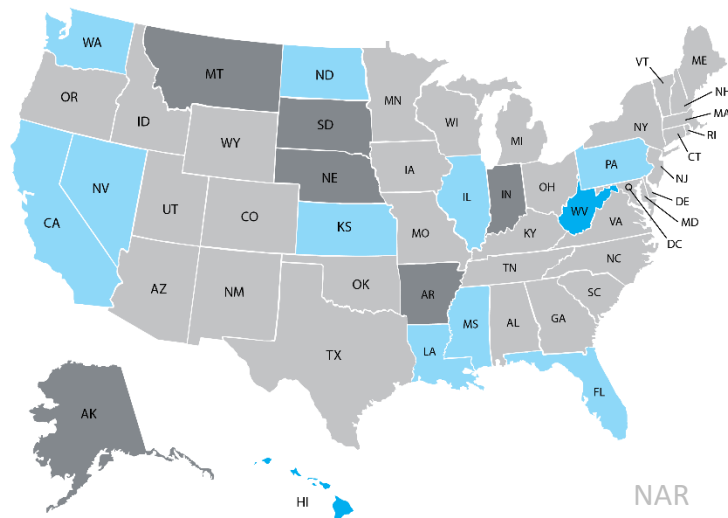 WA
MT
ND
MN
VT
ME
NH
MA
RI
CT
OR
ID
WY
SD
WI
MI
NY
NE
IA
PA
NJ
NV
UT
CO
IL
IN
OH
DE
MD
DC
CA
KS
MO
KY
WV
VA
AZ
NM
OK
AR
TN
NC
SC
TX
LA
MS
AL
GA
FL
AK
HI
NAR